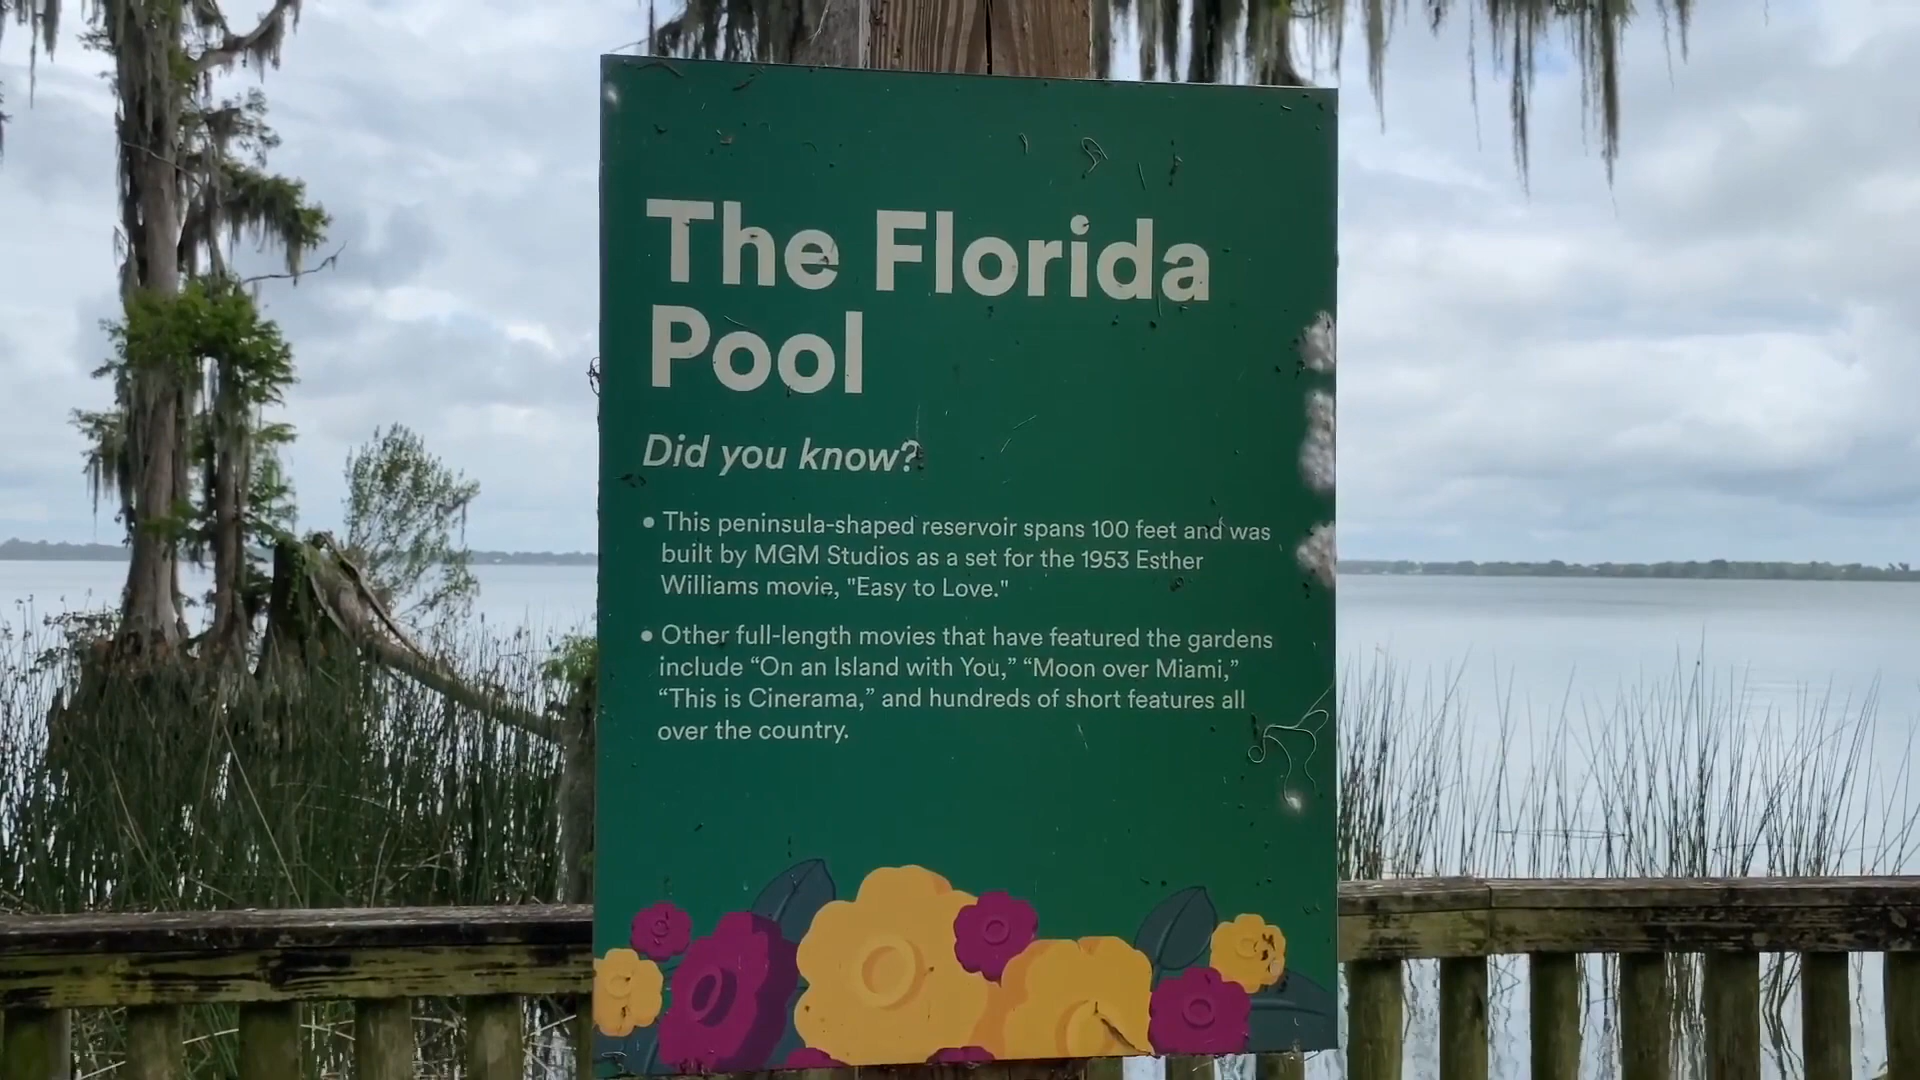 The Florida
Pool
Did you know?
• This peninsula-shaped reservoir spans 100 feet and was
built by MGM Studios as a set for the 1953 Esther
Williams movie, "Easy to Love."
• Other full-length movies that have featured the gardens
include “On an Island with You,” “Moon over Miami,”
“This is Cinerama,” and hundreds of short features all
over the country.